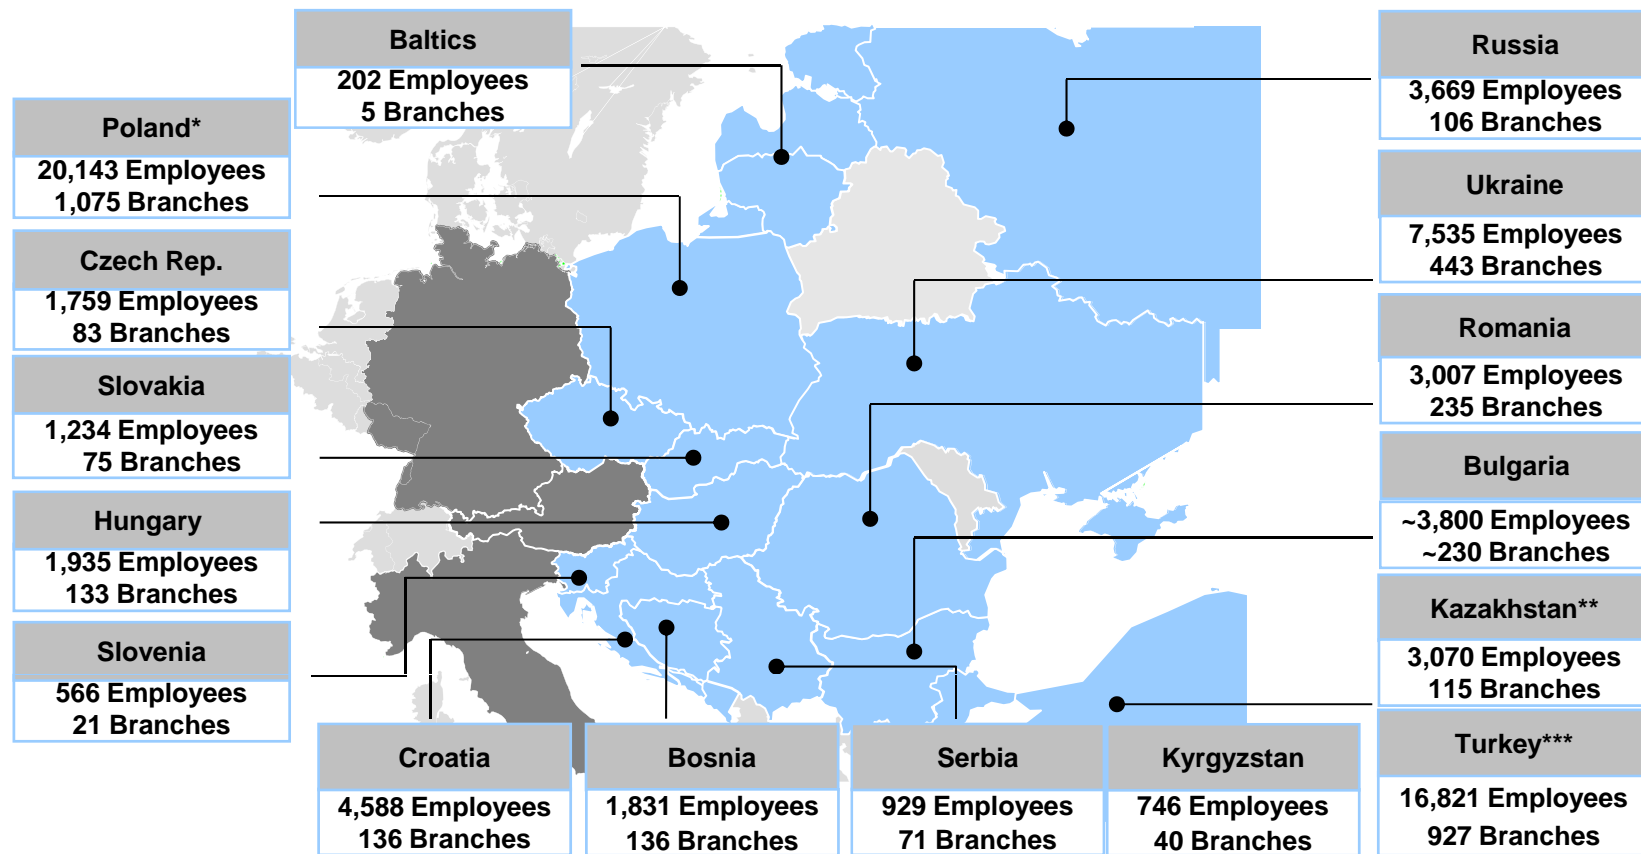 Baltics
202 Employees
5 Branches
Russia
3,669 Employees
106 Branches
Poland*
20,143 Employees
1,075 Branches
Ukraine
7,535 Employees
443 Branches
Czech Rep.
1,759 Employees
83 Branches
Romania
3,007 Employees
235 Branches
Slovakia
1,234 Employees
75 Branches
Bulgaria
~3,800 Employees
~230 Branches
Hungary
1,935 Employees
133 Branches
Kazakhstan**
3,070 Employees
115 Branches
Slovenia
566 Employees
21 Branches
Croatia
4,588 Employees
136 Branches
Bosnia
1,831 Employees
136 Branches
Serbia
929 Employees
71 Branches
Kyrgyzstan
746 Employees
40 Branches
Turkey***
16,821 Employees
927 Branches